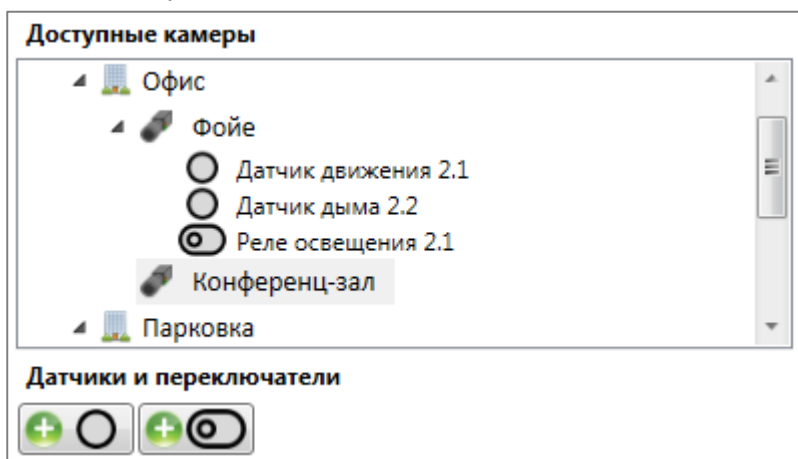 Доступные камеры
Офис
Фойе
Датчик движения 2.1
Датчик дыма 2.2
Реле освещения 2.1
Конференц-зал
Парковка
Датчики и переключатели